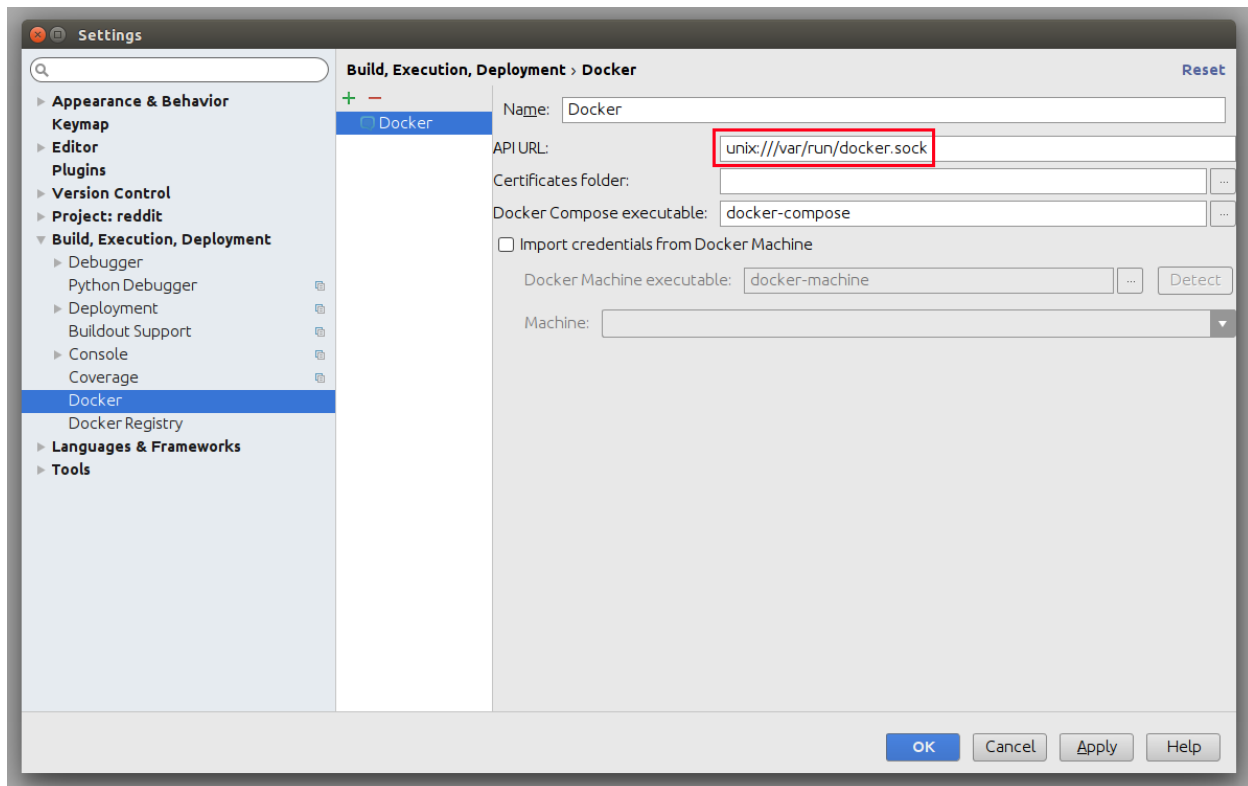 Settings
Build, Execution, Deployment › Docker
Reset
Appearance & Behavior
Keymap
Editor
Plugins
Version Control
Project: reddit
Build, Execution, Deployment
Debugger
Python Debugger
Deployment
Buildout Support
Console
Coverage
Docker
Docker Registry
Languages & Frameworks
Tools
Docker
Name: Docker
API URL: unix:///var/run/docker.sock
Certificates folder: ...
Docker Compose executable: docker-compose ...
Import credentials from Docker Machine
Docker Machine executable: docker-machine ... Detect
Machine:
OK Cancel Apply Help